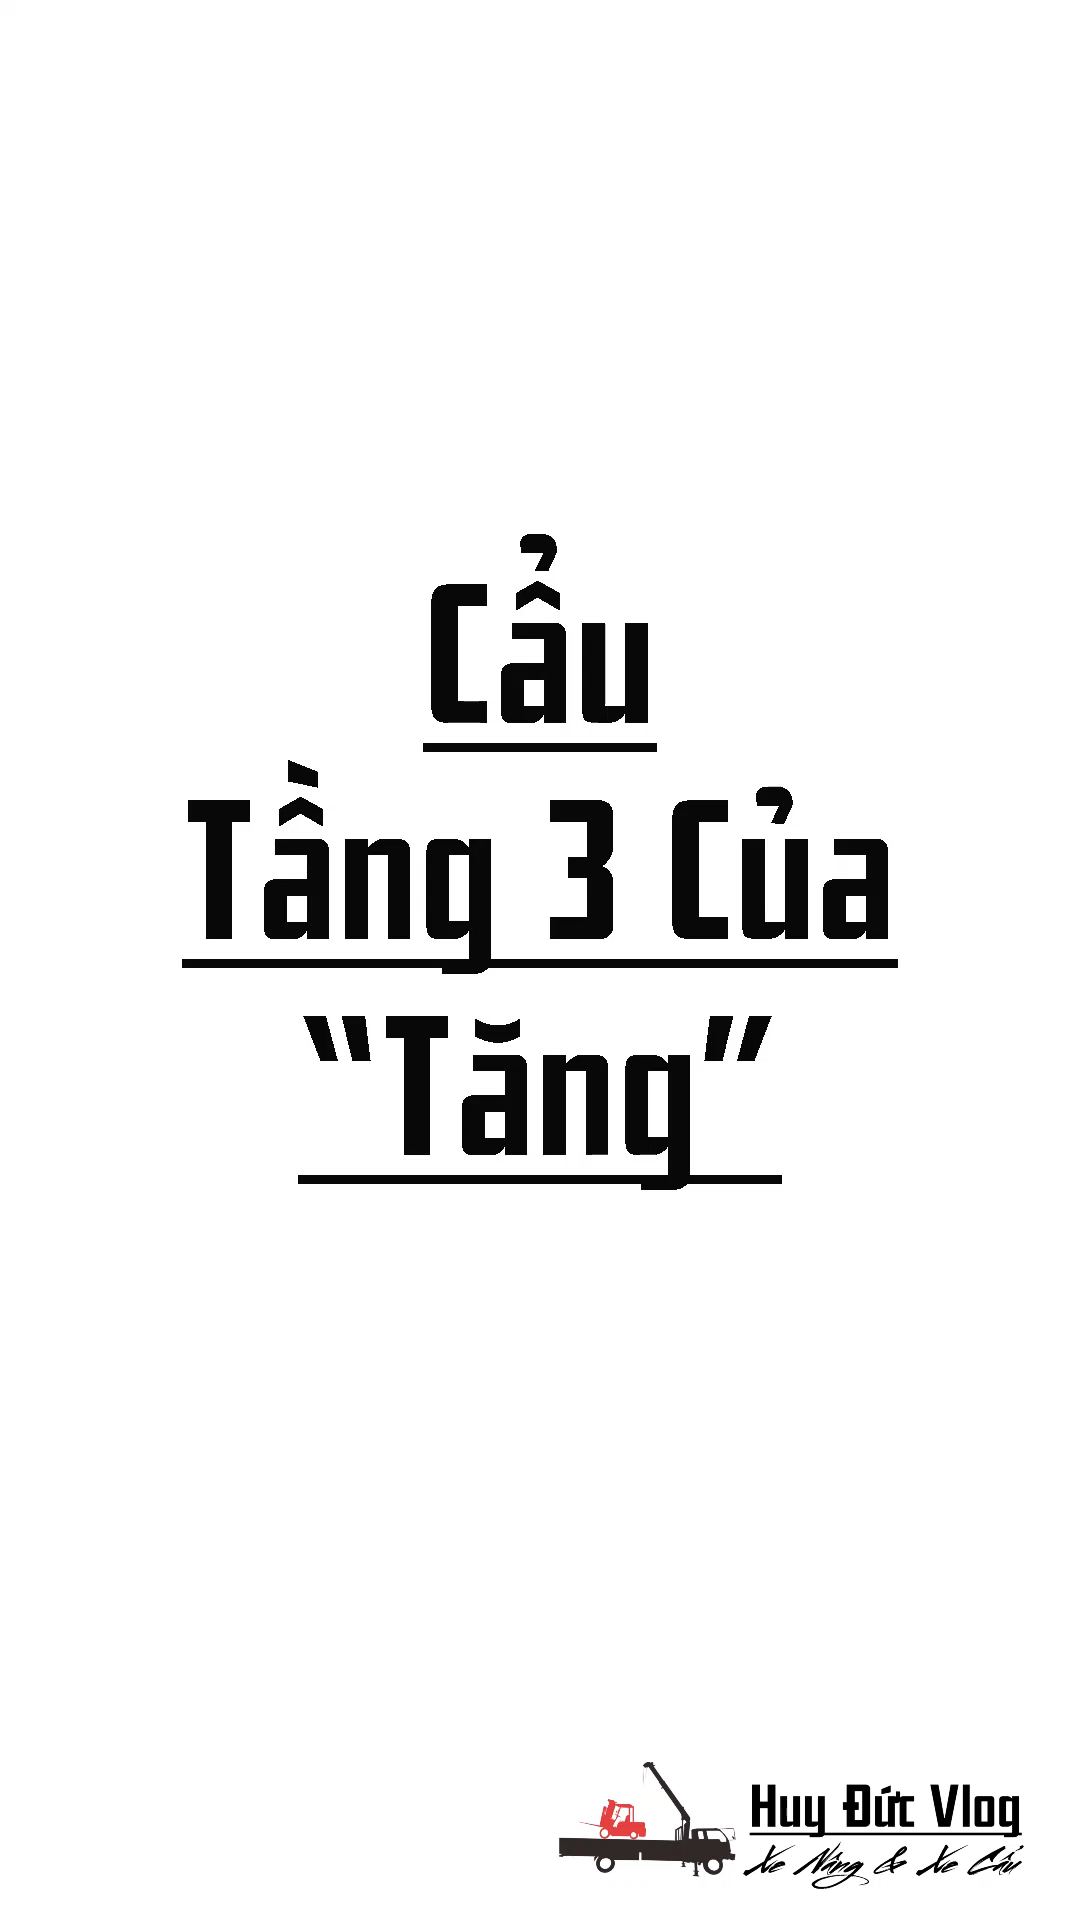 Cẩu
Tầng 3 Của
“Tăng”
Huy Đức Vlog
Xe Nâng & Xe Cẩu